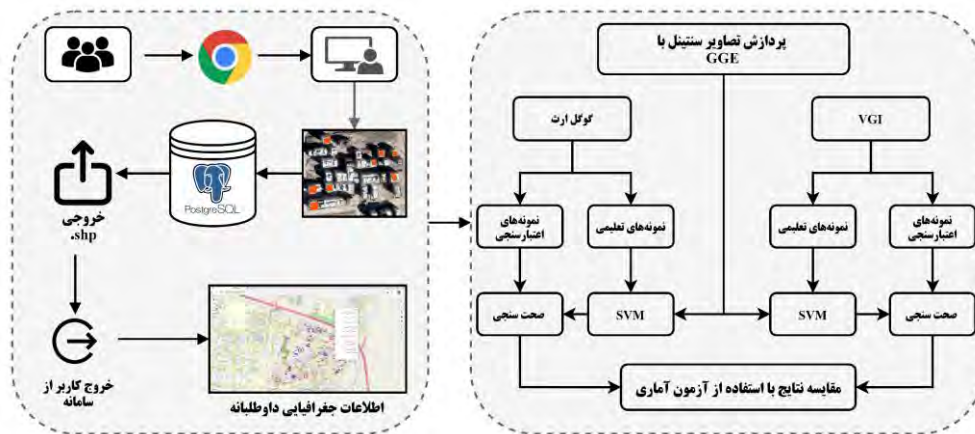 پردازش تصاویر سنتینل با
GGE
گوگل ارث
VGI
نمونه‌های
اعتبارسنجی
نمونه‌های تعلیمی
نمونه‌های تعلیمی
نمونه‌های
اعتبارسنجی
صحت سنجی
SVM
SVM
صحت سنجی
مقایسه نتایج با استفاده از آزمون آماری
PostgreSQL
خروجی
.shp
خروج کاربر از
سامانه
اطلاعات جغرافیایی داوطلبانه